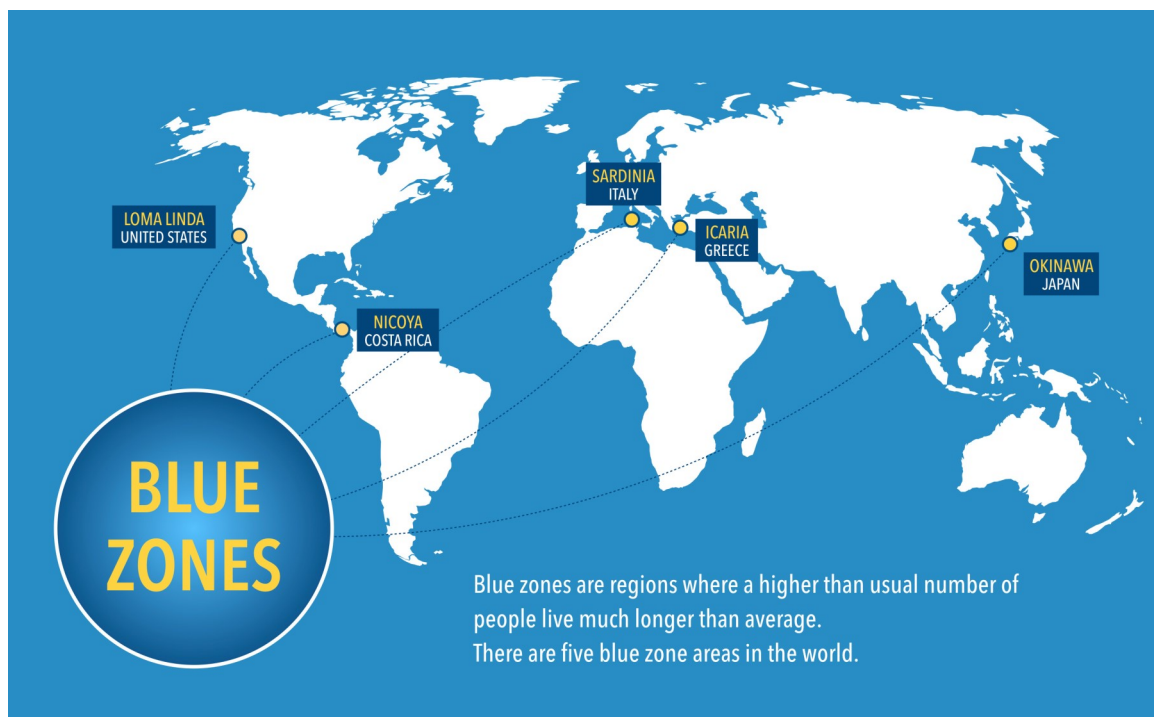 SARDINIA
ITALY
LOMA LINDA
UNITED STATES
ICARIA
GREECE
OKINAWA
JAPAN
NICOYA
COSTA RICA
BLUE
ZONES
Blue zones are regions where a higher than usual number of
people live much longer than average.
There are five blue zone areas in the world.